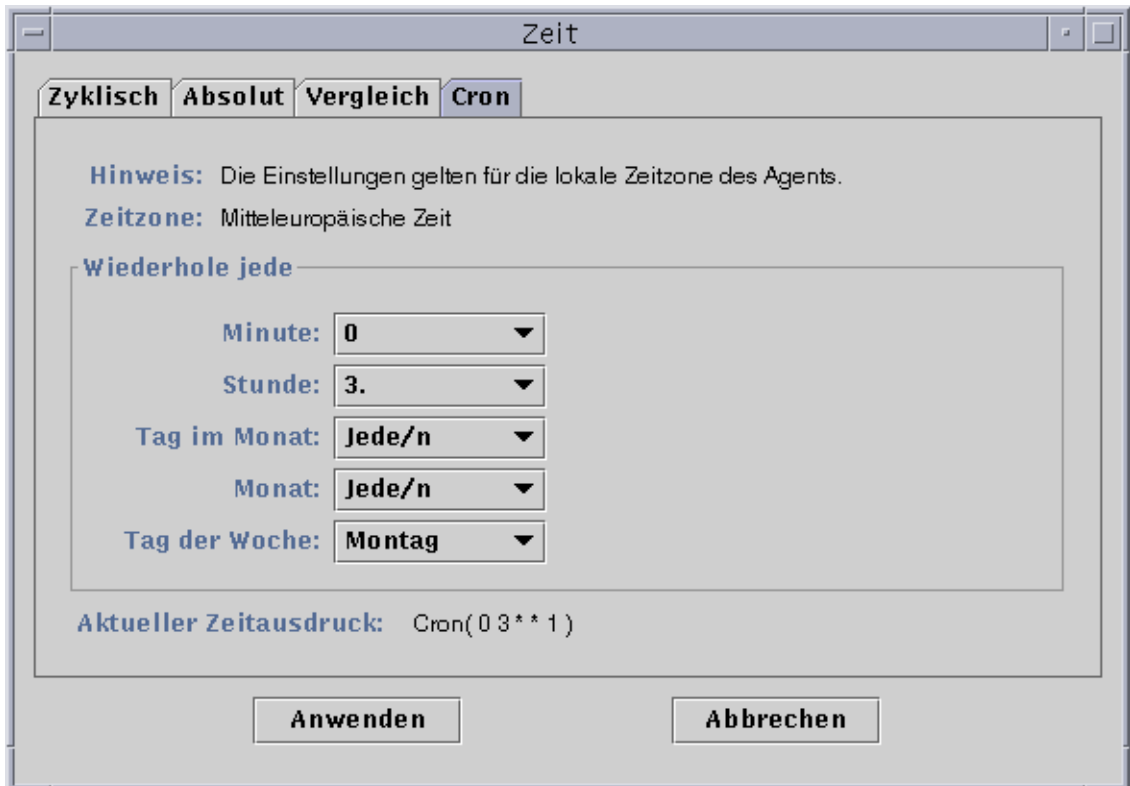 Zeit
Zyklisch Absolut Vergleich Cron
Hinweis: Die Einstellungen gelten für die lokale Zeitzone des Agents.
Zeitzone: Mitteleuropäische Zeit
Wiederhole jede
Minute: 0
Stunde: 3.
Tag im Monat: Jede/n
Monat: Jede/n
Tag der Woche: Montag
Aktueller Zeitausdruck: Cron( 0 3 * * 1 )
Anwenden Abbrechen